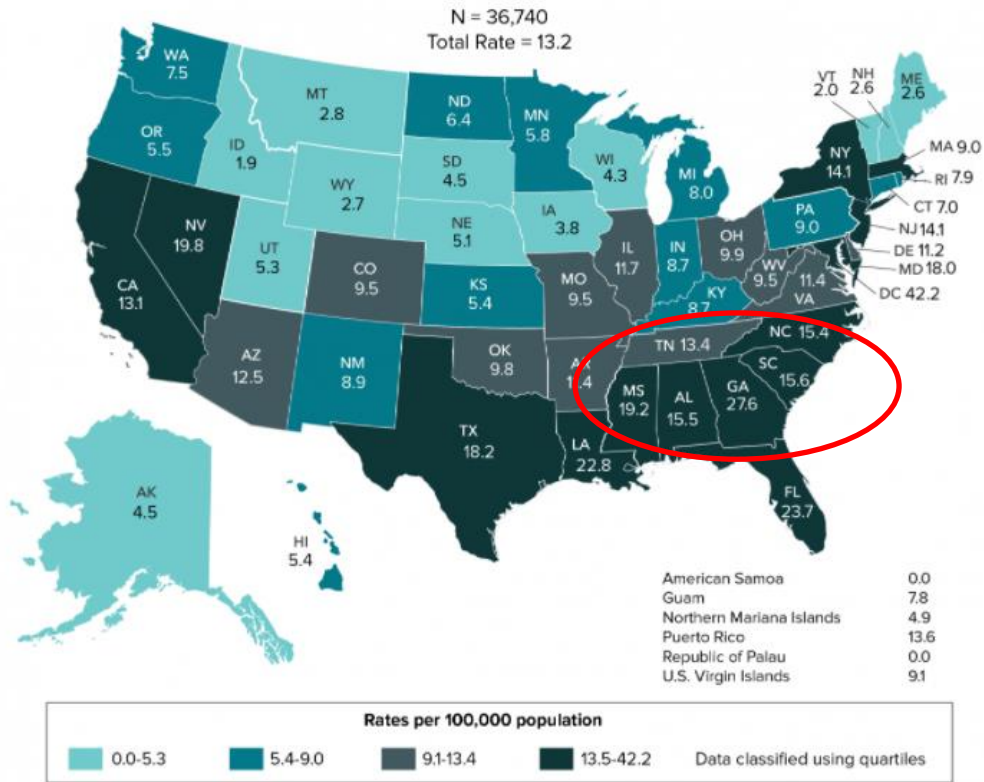 N = 36,740
Total Rate = 13.2
WA
7.5
MT
2.8
ND
6.4
MN
5.8
VT
2.0
NH
2.6
ME
2.6
OR
5.5
ID
1.9
SD
4.5
WI
4.3
MI
8.0
NY
14.1
MA 9.0
RI 7.9
CT 7.0
WY
2.7
IA
3.8
PA
9.0
NJ 14.1
NV
19.8
UT
5.3
NE
5.1
IL
11.7
IN
8.7
OH
9.9
WV
9.5
11.4
VA
DE 11.2
MD 18.0
DC 42.2
CA
13.1
CO
9.5
KS
5.4
MO
9.5
KY
8.7
AZ
12.5
NM
8.9
OK
9.8
TN 13.4
NC 15.4
SC
15.6
MS
19.2
AL
15.5
GA
27.6
TX
18.2
LA
22.8
FL
23.7
AK
4.5
HI
5.4
American Samoa 0.0
Guam 7.8
Northern Mariana Islands 4.9
Puerto Rico 13.6
Republic of Palau 0.0
U.S. Virgin Islands 9.1
Rates per 100,000 population
0.0-5.3 5.4-9.0 9.1-13.4 13.5-42.2 Data classified using quartiles